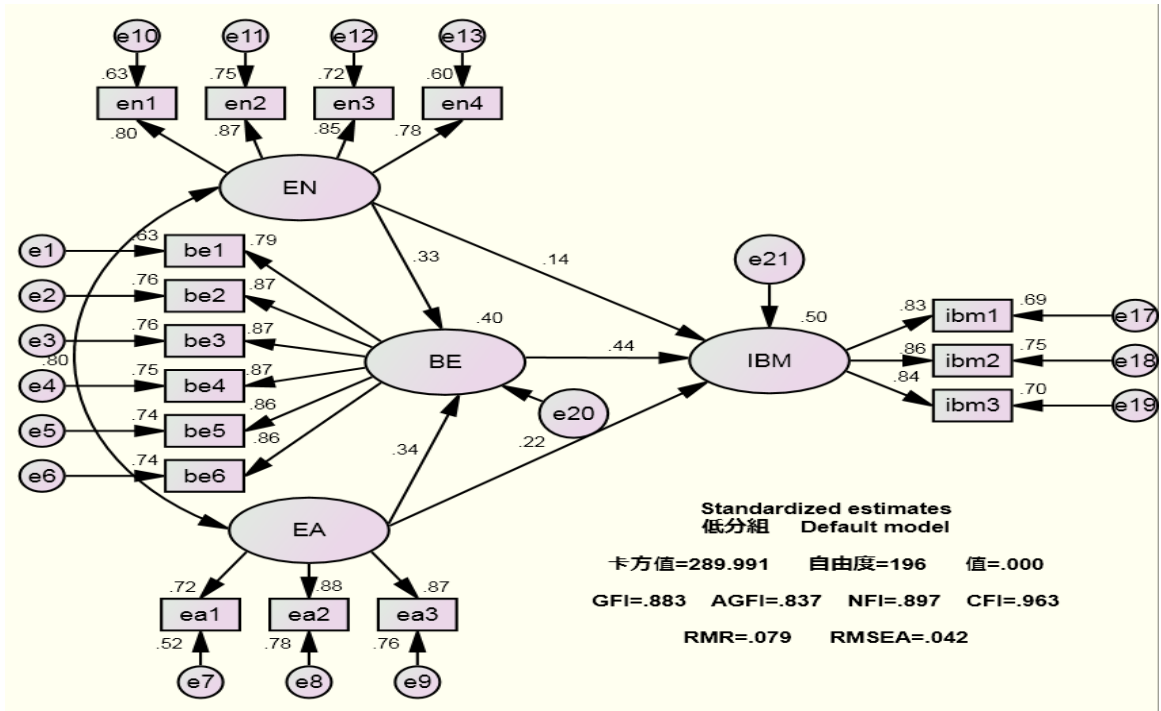 e10 e11 e12 e13
.63 .75 .72 .60
en1 en2 en3 en4
.80 .87 .85 .78
EN
e1 .63 be1 .79
e2 .76 be2 .87
e3 .76 be3 .87
.80
e4 .75 be4 .87
e5 .74 be5 .86
e6 .74 be6 .86
.33 .14
.40
BE
.44
e20
.34 .22
e21
.50
IBM
.83 ibm1 .69 e17
.86 ibm2 .75 e18
.84 ibm3 .70 e19
EA
.72 .88 .87
ea1 ea2 ea3
.52 .78 .76
e7 e8 e9
Standardized estimates
低分組 Default model
卡方值=289.991 自由度=196 值=.000
GFI=.883 AGFI=.837 NFI=.897 CFI=.963
RMR=.079 RMSEA=.042